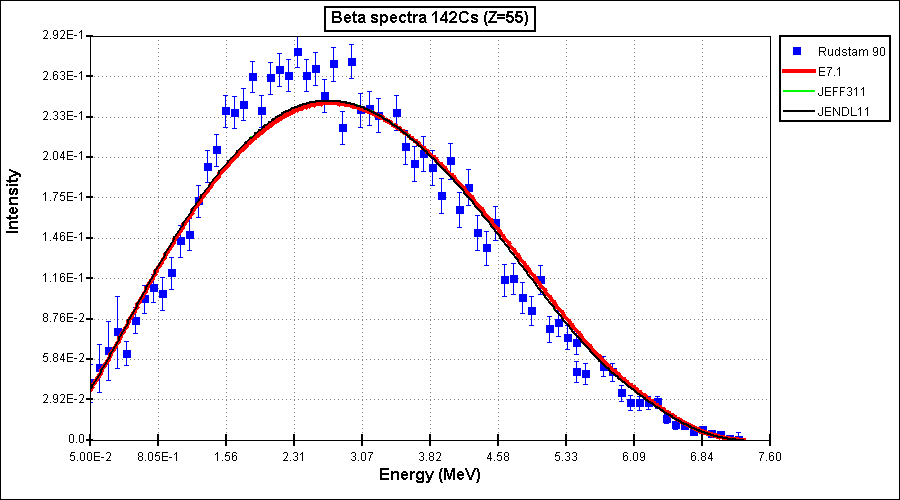 Beta spectra 142Cs (Z=55)
2.92E-1
2.63E-1
2.33E-1
2.04E-1
1.75E-1
1.46E-1
1.16E-1
8.76E-2
5.84E-2
2.92E-2
0.0
Intensity
5.00E-2 8.05E-1 1.56 2.31 3.07 3.82 4.58 5.33 6.09 6.84 7.60
Energy (MeV)
Rudstam 90
E7.1
JEFF311
JENDL11